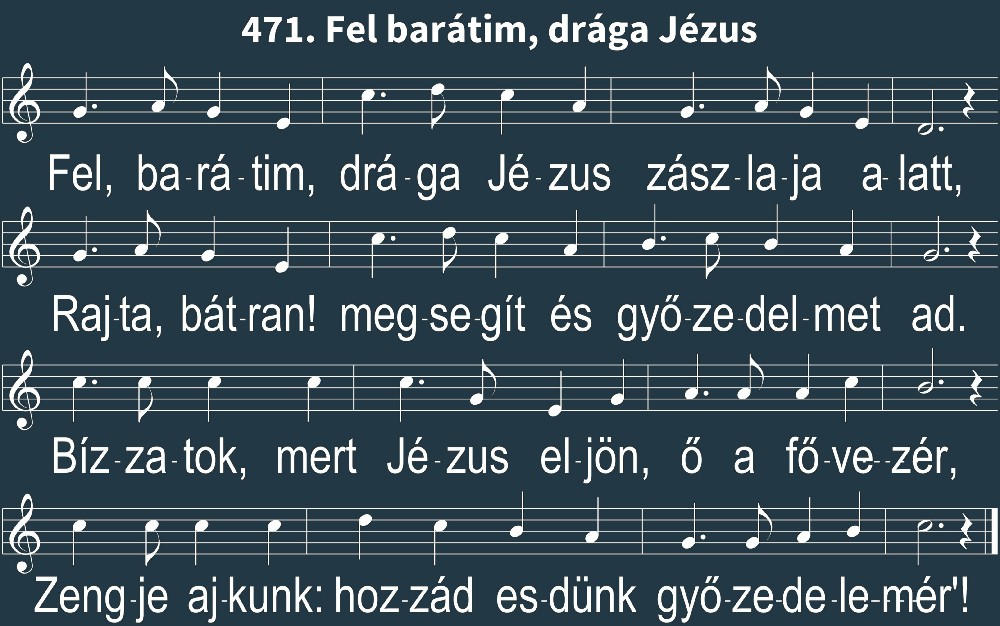 471. Fel barátim, drága Jézus
Fel, ba-rá-tim, drá-ga Jé-zus zász-la-ja a-latt,
Raj-ta, bát-ran! meg-se-gít és győ-ze-del-met ad.
Bíz-za-tok, mert Jé-zus el-jön, ő a fő-ve--zér,
Zeng-je aj-kunk: hoz-zád es-dünk győ-ze-de-le-mér'!